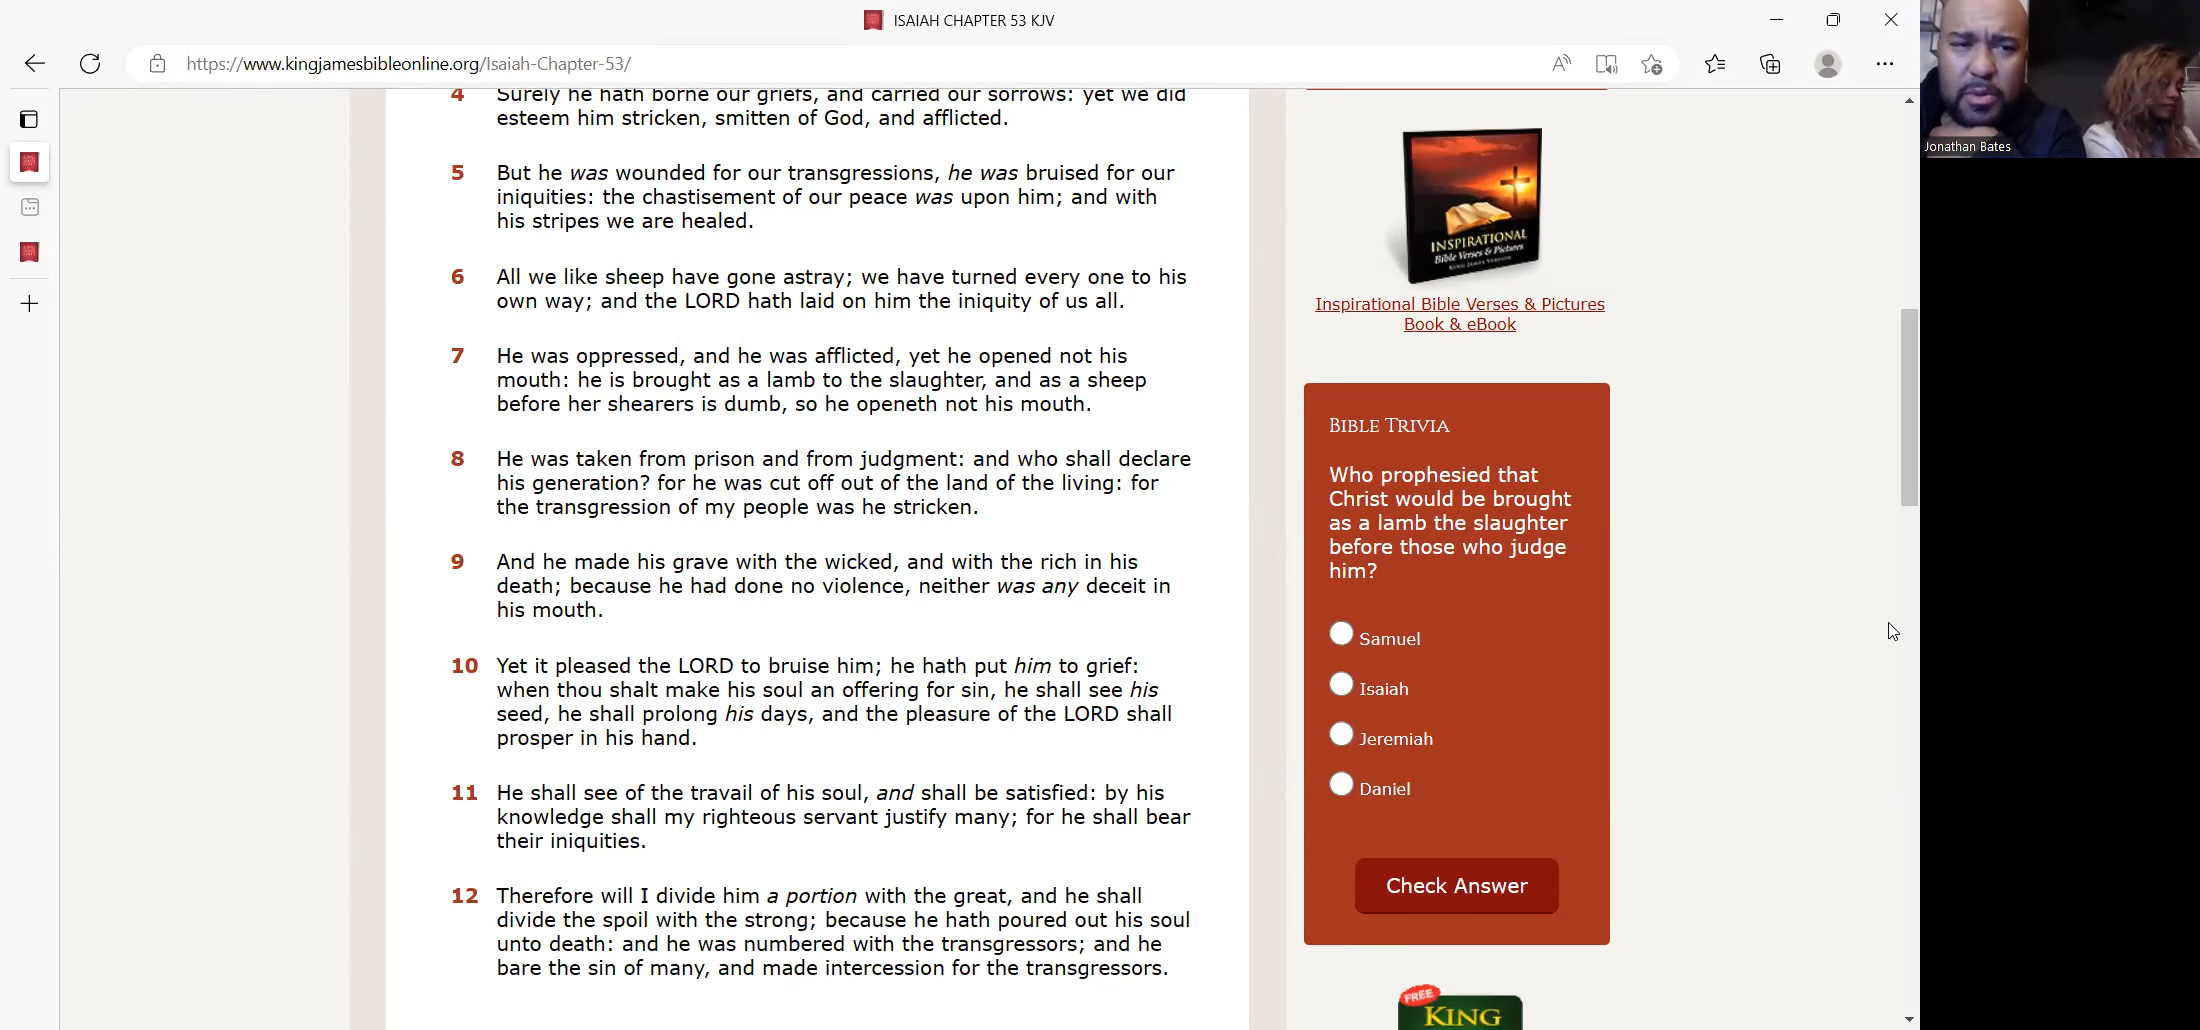 ISAIAH CHAPTER 53 KJV
https://www.kingjamesbibleonline.org/Isaiah-Chapter-53/
Jonathan Bates
4 Surely he hath borne our griefs, and carried our sorrows: yet we did
esteem him stricken, smitten of God, and afflicted.
5 But he was wounded for our transgressions, he was bruised for our
iniquities: the chastisement of our peace was upon him; and with
his stripes we are healed.
6 All we like sheep have gone astray; we have turned every one to his
own way; and the LORD hath laid on him the iniquity of us all.
7 He was oppressed, and he was afflicted, yet he opened not his
mouth: he is brought as a lamb to the slaughter, and as a sheep
before her shearers is dumb, so he openeth not his mouth.
8 He was taken from prison and from judgment: and who shall declare
his generation? for he was cut off out of the land of the living: for
the transgression of my people was he stricken.
9 And he made his grave with the wicked, and with the rich in his
death; because he had done no violence, neither was any deceit in
his mouth.
10 Yet it pleased the LORD to bruise him; he hath put him to grief:
when thou shalt make his soul an offering for sin, he shall see his
seed, he shall prolong his days, and the pleasure of the LORD shall
prosper in his hand.
11 He shall see of the travail of his soul, and shall be satisfied: by his
knowledge shall my righteous servant justify many; for he shall bear
their iniquities.
12 Therefore will I divide him a portion with the great, and he shall
divide the spoil with the strong; because he hath poured out his soul
unto death: and he was numbered with the transgressors; and he
bare the sin of many, and made intercession for the transgressors.
INSPIRATIONAL
Bible Verses & Pictures
KING JAMES VERSION
Inspirational Bible Verses & Pictures
Book & eBook
BIBLE TRIVIA
Who prophesied that
Christ would be brought
as a lamb the slaughter
before those who judge
him?
Samuel
Isaiah
Jeremiah
Daniel
Check Answer
FREE
KING